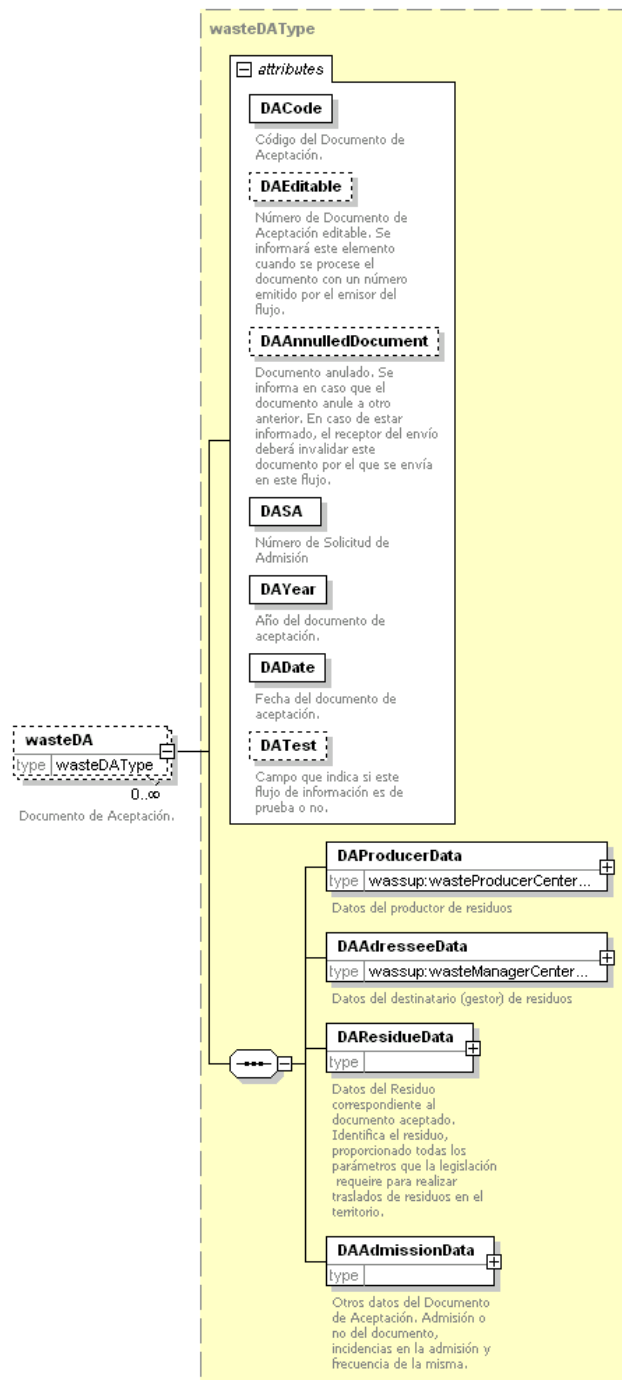 wasteDAType
attributes
DACode
Código del Documento de
Aceptación.
DAEditable
Número de Documento de
Aceptación editable. Se
informará este elemento
cuando se procese el
documento con un número
emitido por el emisor del
flujo.
DAAnnulledDocument
Documento anulado. Se
informa en caso que el
documento anule a otro
anterior. En caso de estar
informado, el receptor del envío
deberá invalidar este
documento por el que se envía
en este flujo.
DASA
Número de Solicitud de
Admisión
DAYear
Año del documento de
aceptación.
DADate
Fecha del documento de
aceptación.
DATest
Campo que indica si este
flujo de información es de
prueba o no.
wasteDA
type wasteDAType
0..∞
Documento de Aceptación.
DAProducerData
type wassup:wasteProducerCenter...
Datos del productor de residuos
DAAdresseeData
type wassup:wasteManagerCenter...
Datos del destinatario (gestor) de residuos
DAResidueData
type
Datos del Residuo
correspondiente al
documento aceptado.
Identifica el residuo,
proporcionado todas los
parámetros que la legislación
requeire para realizar
traslados de residuos en el
territorio.
DAAdmissionData
type
Otros datos del Documento
de Aceptación. Admisión o
no del documento,
incidencias en la admisión y
frecuencia de la misma.